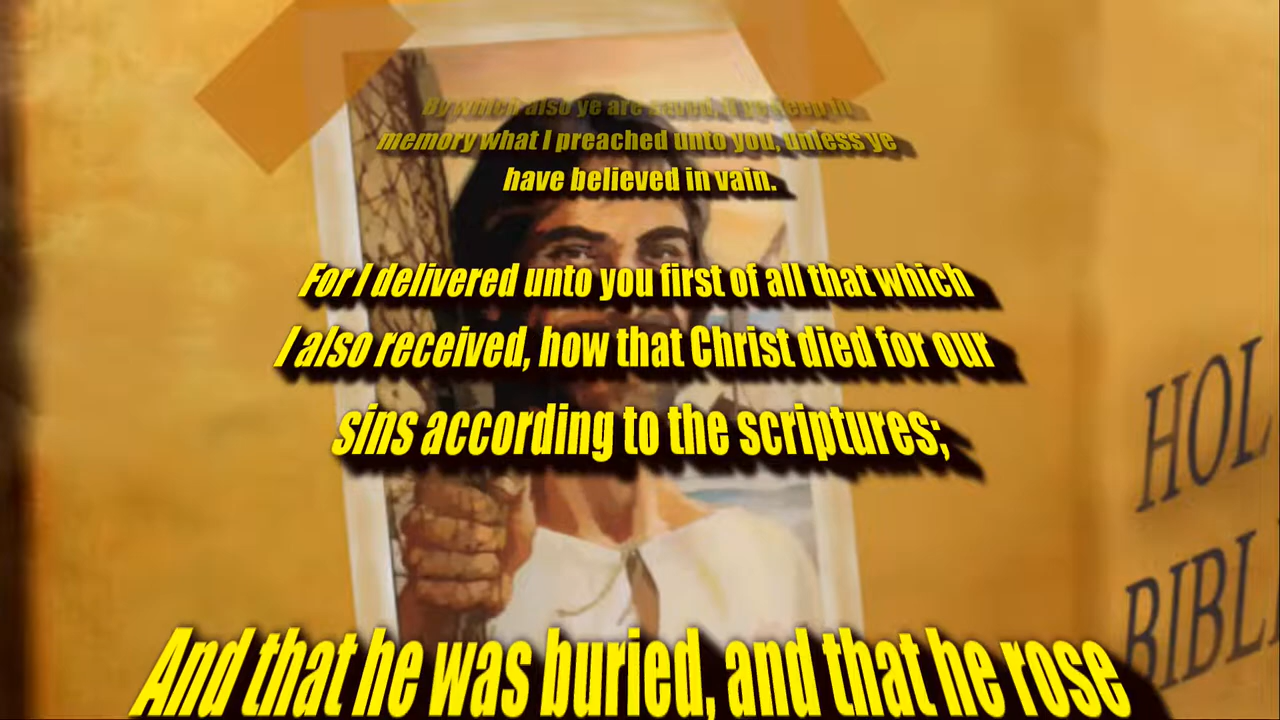 By which also ye are saved, if ye keep in
memory what I preached unto you, unless ye
have believed in vain.
For I delivered unto you first of all that which
I also received, how that Christ died for our
sins according to the scriptures;
And that he was buried, and that he rose
HOL
BIBL